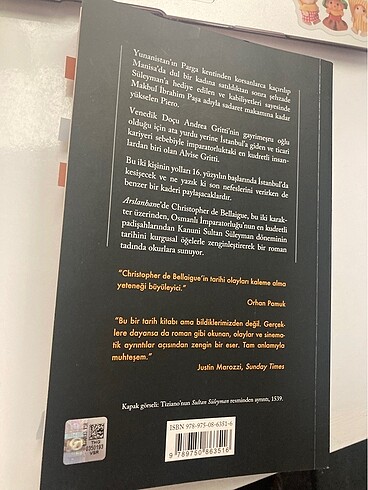 Yunanistan'ın Parga kentinden korsanlarca kaçırılıp
Manisa'da dul bir kadına satıldıktan sonra şehzade
Süleyman'a hediye edilen ve kabiliyetleri sayesinde
Makbul İbrahim Paşa adıyla sadaret makamına kadar
yükselen Piero.
Venedik Doçu Andrea Gritti'nin gayrimeşru oğlu
olduğu için ata yurdu yerine İstanbul'a giden ve ticari
kariyeri sebebiyle imparatorluktaki en kudretli insan-
lardan biri olan Alvise Gritti.
Bu iki kişinin yolları 16. yüzyılın başlarında İstanbul'da
kesişecek ve ne yazık ki son nefeslerini verirken de
benzer bir kaderi paylaşacaklardır.
Arslanhane'de Christopher de Bellaigue, bu iki karak-
ter üzerinden, Osmanlı İmparatorluğu'nun en kudretli
padişahlarından Kanuni Sultan Süleyman döneminin
tarihini kurgusal öğelerle zenginleştirerek bir roman
tadında okurlara sunuyor.
"Christopher de Bellaigue'in tarihi olayları kaleme alma
yeteneği büyüleyici."
Orhan Pamuk
"Bu bir tarih kitabı ama bildiklerimizden değil. Gerçek-
lere dayansa da roman gibi okunan, olaylar ve sinema-
tik ayrıntılar açısından zengin bir eser. Tam anlamıyla
muhteşem."
Justin Marozzi, Sunday Times
Kapak görseli: Tiziano'nun Sultan Süleyman resminden ayrıntı, 1539.
ISBN 978-975-08-6351-6
9 789750 863516